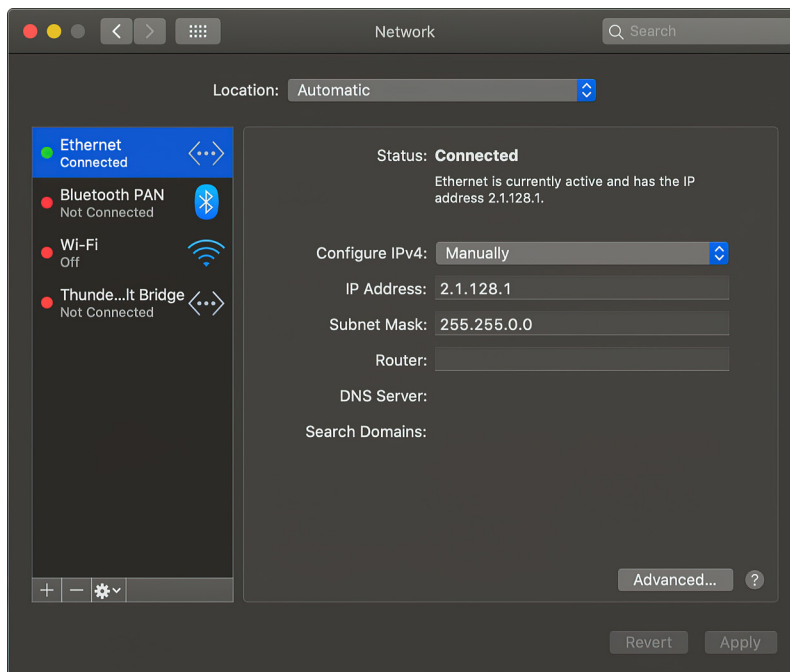 Network
Search
Location: Automatic
Ethernet
Connected
Bluetooth PAN
Not Connected
Wi-Fi
Off
Thunde...lt Bridge
Not Connected
Status: Connected
Ethernet is currently active and has the IP
address 2.1.128.1.
Configure IPv4: Manually
IP Address: 2.1.128.1
Subnet Mask: 255.255.0.0
Router:
DNS Server:
Search Domains:
Advanced...
?
Revert
Apply